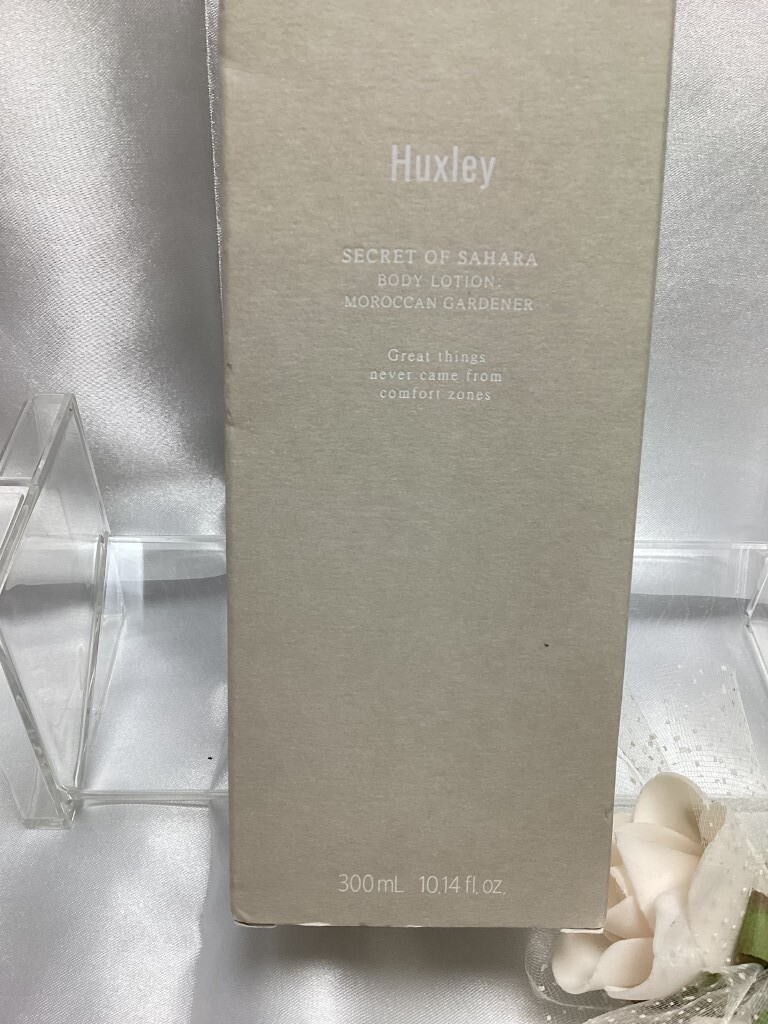 Huxley
SECRET OF SAHARA
BODY LOTION:
MOROCCAN GARDENER
Great things
never came from
comfort zones
300mL 10.14 fl. oz.